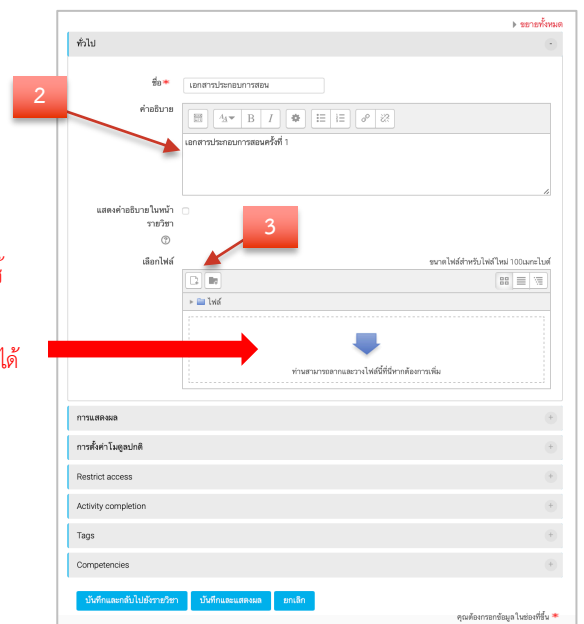 ขยายทั้งหมด
ทั่วไป
ชื่อ*
เอกสารประกอบการสอน
2
คำอธิบาย
B I
เอกสารประกอบการสอนครั้งที่ 1
แสดงคำอธิบายในหน้า
รายวิชา
3
เลือกไฟล์
ขนาดไฟล์สำหรับไฟล์ใหม่ 100เมกะไบต์
ไฟล์
ได้
ท่านสามารถลากและวางไฟล์นี้ที่นี่หากต้องการเพิ่ม
การแสดงผล
การตั้งค่าโมดูลปกติ
Restrict access
Activity completion
Tags
Competencies
บันทึกและกลับไปยังรายวิชา บันทึกและแสดงผล ยกเลิก
คุณต้องกรอกข้อมูลในช่องที่ขึ้น *